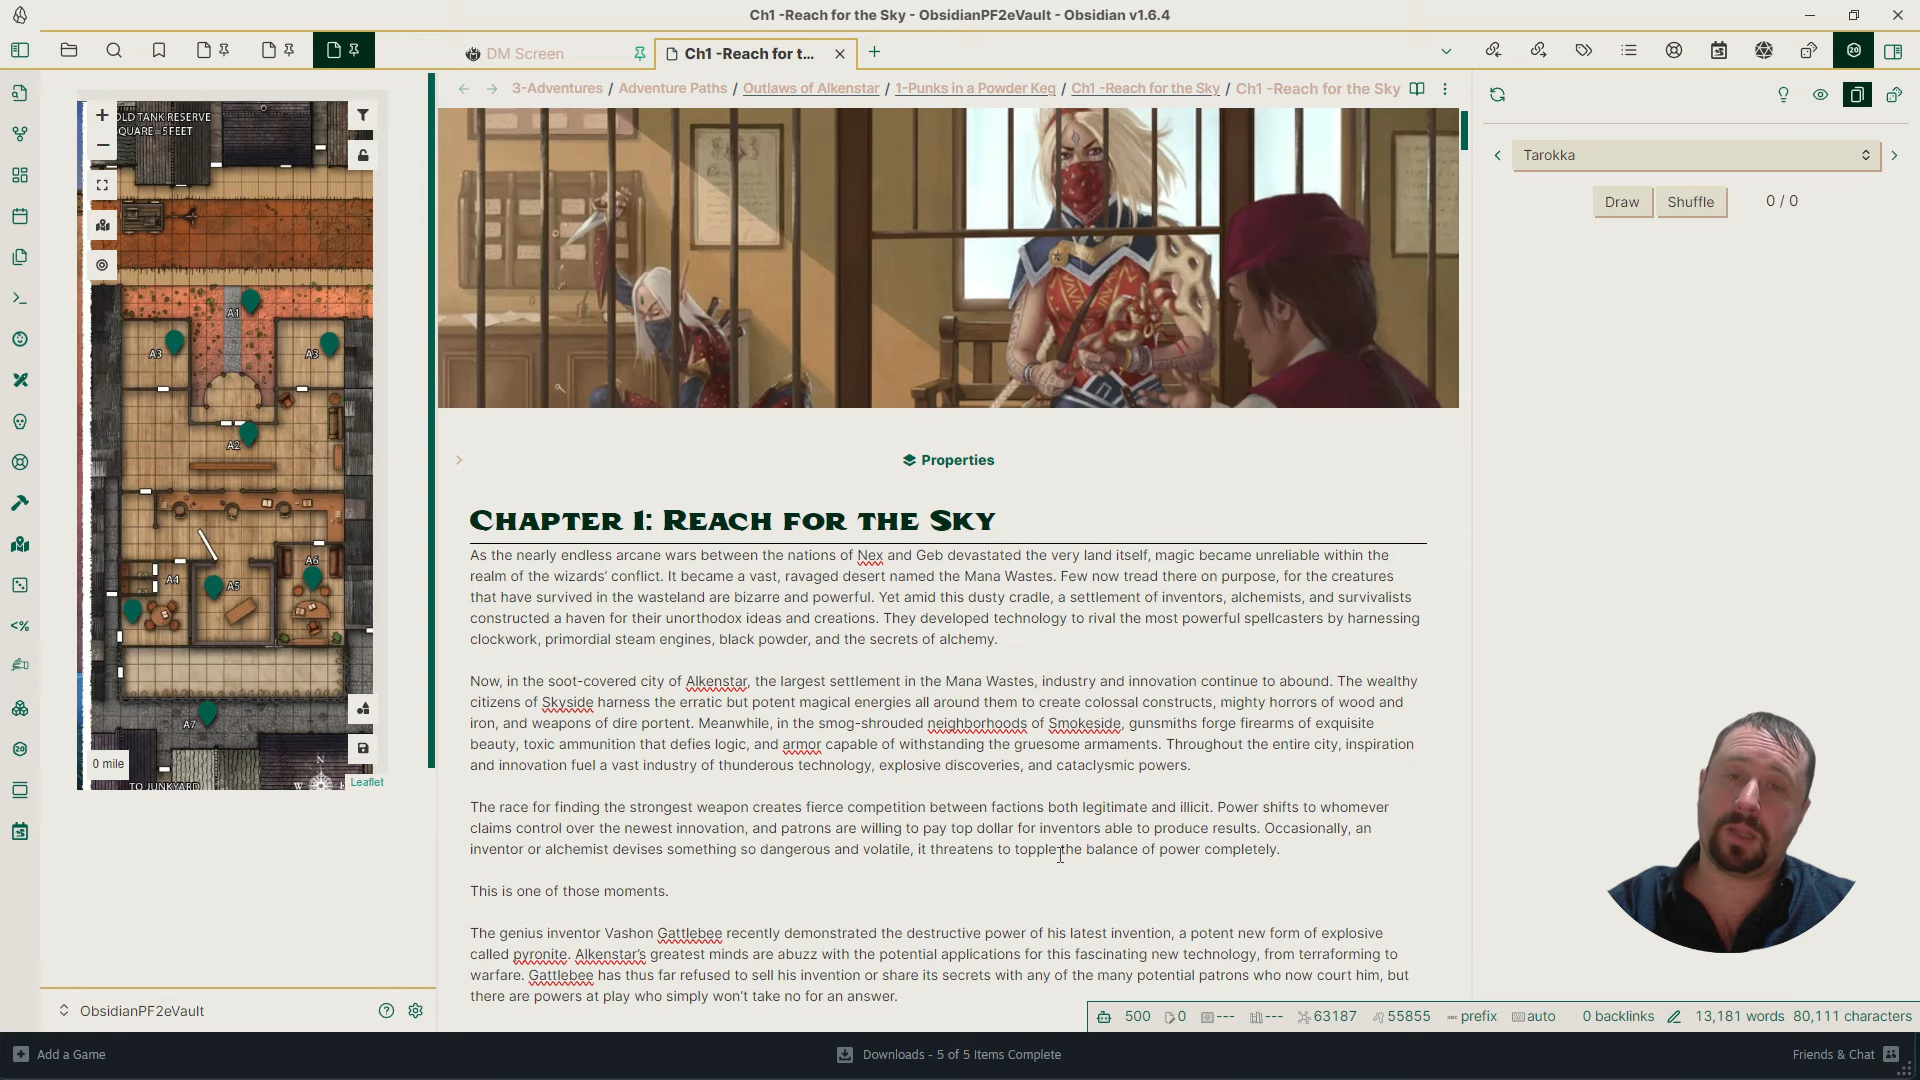 Ch1 -Reach for the Sky - ObsidianPF2eVault - Obsidian v1.6.4
DM Screen
Ch1 -Reach for t...
3-Adventures / Adventure Paths / Outlaws of Alkenstar / 1-Punks in a Powder Keg / Ch1 -Reach for the Sky / Ch1 -Reach for the Sky
OLD TANK RESERVE
QUARE = 5 FEET
A1
A3
A3
A2
A6
A4
A5
A7
N
W
0 mile
TO JUNKYARD
Leaflet
Properties
Chapter 1: Reach for the Sky
As the nearly endless arcane wars between the nations of Nex and Geb devastated the very land itself, magic became unreliable within the
realm of the wizards’ conflict. It became a vast, ravaged desert named the Mana Wastes. Few now tread there on purpose, for the creatures
that have survived in the wasteland are bizarre and powerful. Yet amid this dusty cradle, a settlement of inventors, alchemists, and survivalists
constructed a haven for their unorthodox ideas and creations. They developed technology to rival the most powerful spellcasters by harnessing
clockwork, primordial steam engines, black powder, and the secrets of alchemy.
Now, in the soot-covered city of Alkenstar, the largest settlement in the Mana Wastes, industry and innovation continue to abound. The wealthy
citizens of Skyside harness the erratic but potent magical energies all around them to create colossal constructs, mighty horrors of wood and
iron, and weapons of dire portent. Meanwhile, in the smog-shrouded neighborhoods of Smokeside, gunsmiths forge firearms of exquisite
beauty, toxic ammunition that defies logic, and armor capable of withstanding the gruesome armaments. Throughout the entire city, inspiration
and innovation fuel a vast industry of thunderous technology, explosive discoveries, and cataclysmic powers.
The race for finding the strongest weapon creates fierce competition between factions both legitimate and illicit. Power shifts to whomever
claims control over the newest innovation, and patrons are willing to pay top dollar for inventors able to produce results. Occasionally, an
inventor or alchemist devises something so dangerous and volatile, it threatens to topple the balance of power completely.
This is one of those moments.
The genius inventor Vashon Gattlebee recently demonstrated the destructive power of his latest invention, a potent new form of explosive
called pyronite. Alkenstar’s greatest minds are abuzz with the potential applications for this fascinating new technology, from terraforming to
warfare. Gattlebee has thus far refused to sell his invention or share its secrets with any of the many potential patrons who now court him, but
there are powers at play who simply won’t take no for an answer.
Tarokka
Draw
Shuffle
0 / 0
ObsidianPF2eVault
500
0
---
---
63187
55855
prefix
auto
0 backlinks
13,181 words 80,111 characters
Add a Game
Downloads - 5 of 5 Items Complete
Friends & Chat